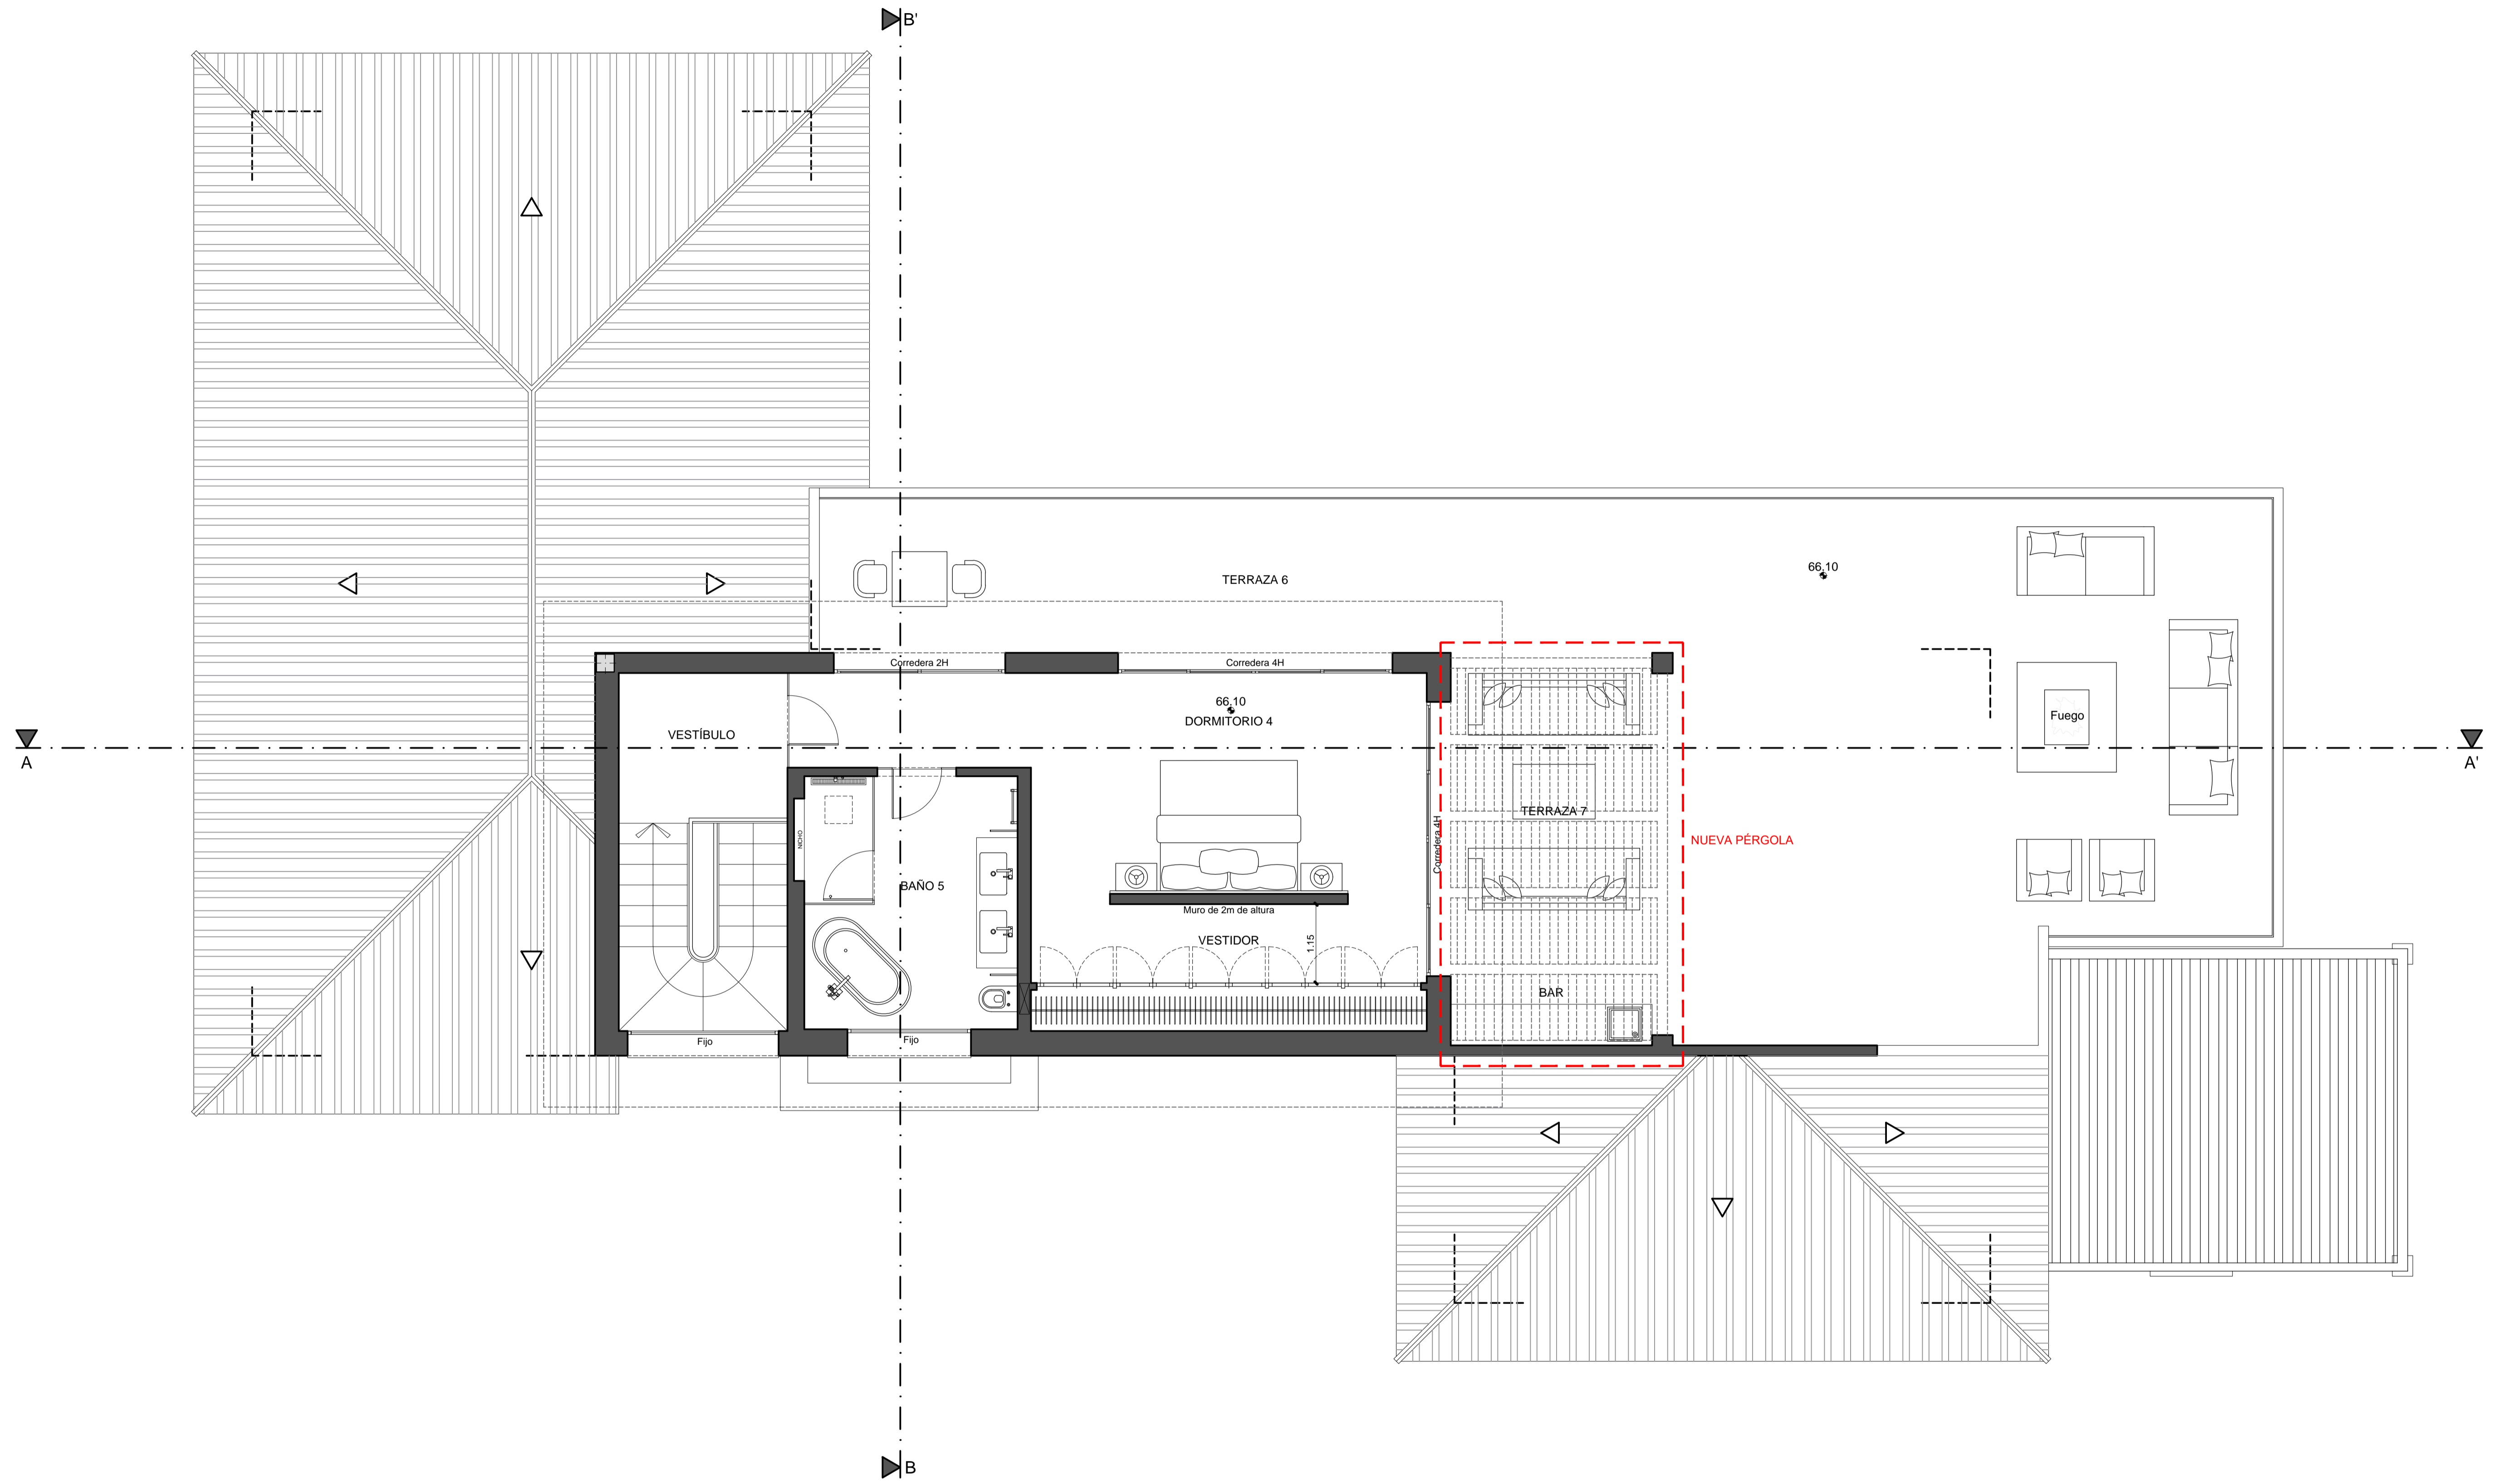 B'
TERRAZA 6
66.10
Corredera 2H
Corredera 4H
66.10
DORMITORIO 4
VESTÍBULO
Fuego
A
A'
TERRAZA 7
NUEVA PÉRGOLA
NICHO
Corredera 4H
BAÑO 5
Muro de 2m de altura
VESTIDOR
1.15
BAR
Fijo
Fijo
B